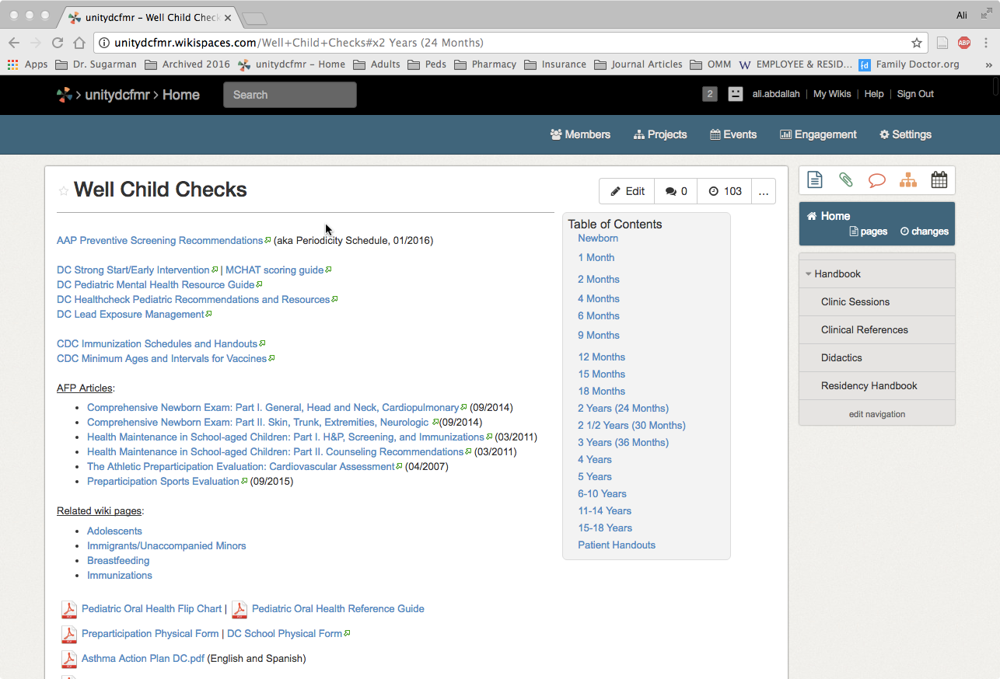 unitydcfmr – Well Child Chec
Ali
unitydcfmr.wikispaces.com/Well+Child+Checks#x2 Years (24 Months)
ABP
Apps Dr. Sugarman Archived 2016 unitydcfmr – Home Adults Peds Pharmacy Insurance Journal Articles OMM W EMPLOYEE & RESID... fd Family Doctor.org »
> unitydcfmr > Home Search 2 ali.abdallah | My Wikis | Help | Sign Out
Members Projects Events Engagement Settings
Well Child Checks
Edit 0 103 ...
AAP Preventive Screening Recommendations (aka Periodicity Schedule, 01/2016)
DC Strong Start/Early Intervention | MCHAT scoring guide
DC Pediatric Mental Health Resource Guide
DC Healthcheck Pediatric Recommendations and Resources
DC Lead Exposure Management
CDC Immunization Schedules and Handouts
CDC Minimum Ages and Intervals for Vaccines
AFP Articles:
• Comprehensive Newborn Exam: Part I. General, Head and Neck, Cardiopulmonary (09/2014)
• Comprehensive Newborn Exam: Part II. Skin, Trunk, Extremities, Neurologic (09/2014)
• Health Maintenance in School-aged Children: Part I. H&P, Screening, and Immunizations (03/2011)
• Health Maintenance in School-aged Children: Part II. Counseling Recommendations (03/2011)
• The Athletic Preparticipation Evaluation: Cardiovascular Assessment (04/2007)
• Preparticipation Sports Evaluation (09/2015)
Related wiki pages:
• Adolescents
• Immigrants/Unaccompanied Minors
• Breastfeeding
• Immunizations
Pediatric Oral Health Flip Chart | Pediatric Oral Health Reference Guide
Preparticipation Physical Form | DC School Physical Form
Asthma Action Plan DC.pdf (English and Spanish)
Table of Contents
Newborn
1 Month
2 Months
4 Months
6 Months
9 Months
12 Months
15 Months
18 Months
2 Years (24 Months)
2 1/2 Years (30 Months)
3 Years (36 Months)
4 Years
5 Years
6-10 Years
11-14 Years
15-18 Years
Patient Handouts
Home
pages changes
Handbook
Clinic Sessions
Clinical References
Didactics
Residency Handbook
edit navigation